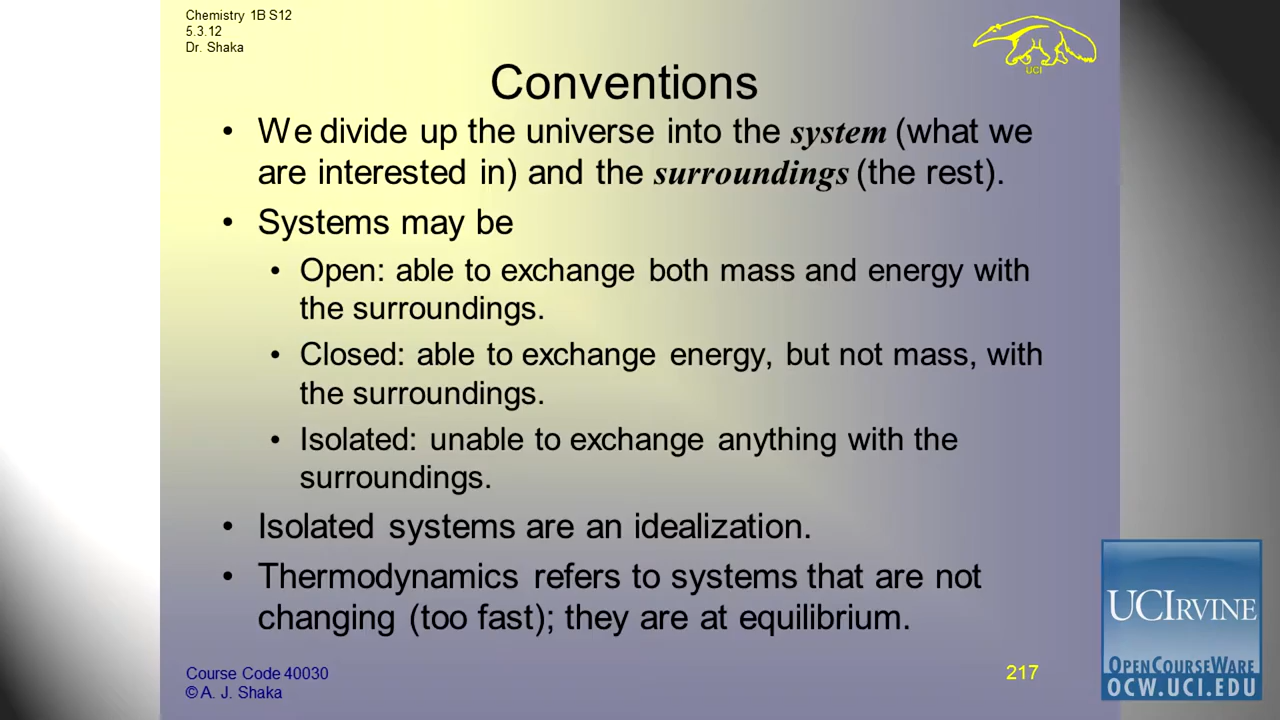 Chemistry 1B S12
5.3.12
Dr. Shaka
UCI
Conventions
• We divide up the universe into the system (what we
are interested in) and the surroundings (the rest).
• Systems may be
• Open: able to exchange both mass and energy with
the surroundings.
• Closed: able to exchange energy, but not mass, with
the surroundings.
• Isolated: unable to exchange anything with the
surroundings.
• Isolated systems are an idealization.
• Thermodynamics refers to systems that are not
changing (too fast); they are at equilibrium.
Course Code 40030
© A. J. Shaka
217
UCIRVINE
OPENCOURSEWARE
OCW.UCI.EDU